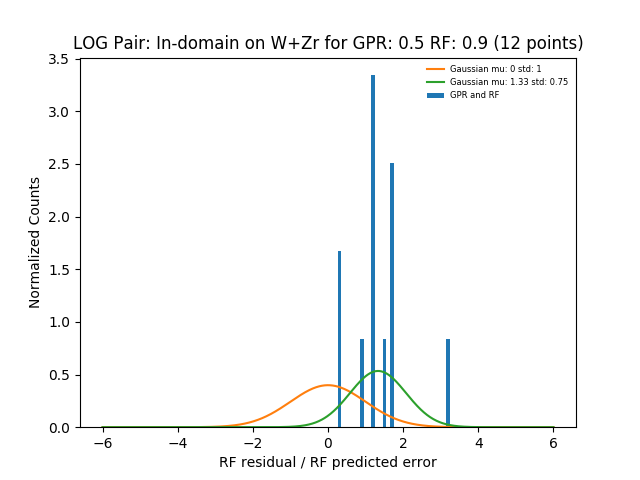 LOG Pair: In-domain on W+Zr for GPR: 0.5 RF: 0.9 (12 points)
Gaussian mu: 0 std: 1
Gaussian mu: 1.33 std: 0.75
GPR and RF
Normalized Counts
3.5
3.0
2.5
2.0
1.5
1.0
0.5
0.0
−6 −4 −2 0 2 4 6
RF residual / RF predicted error